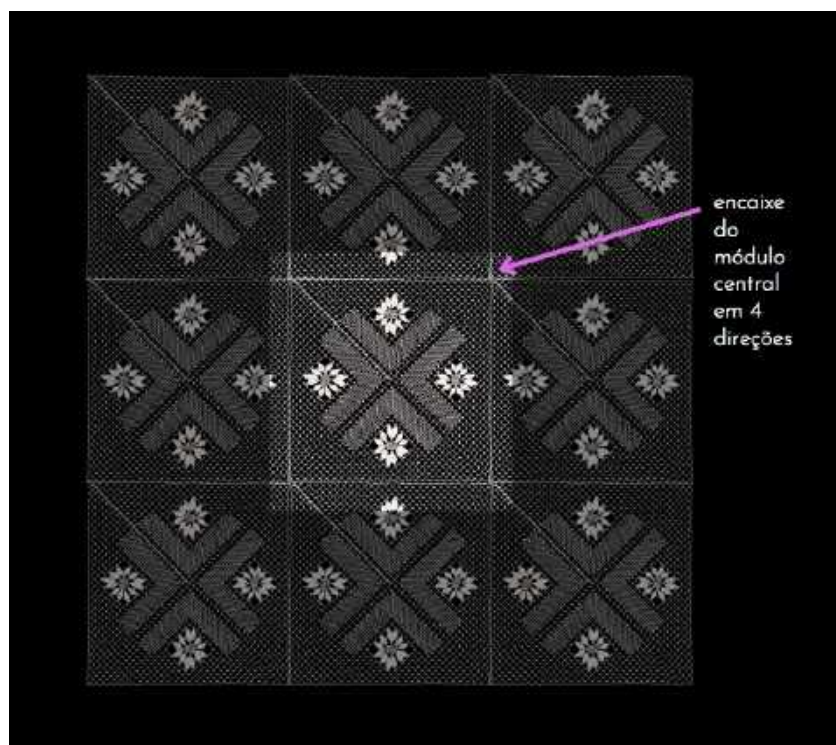 encaixe
do
módulo
central
em 4
direções